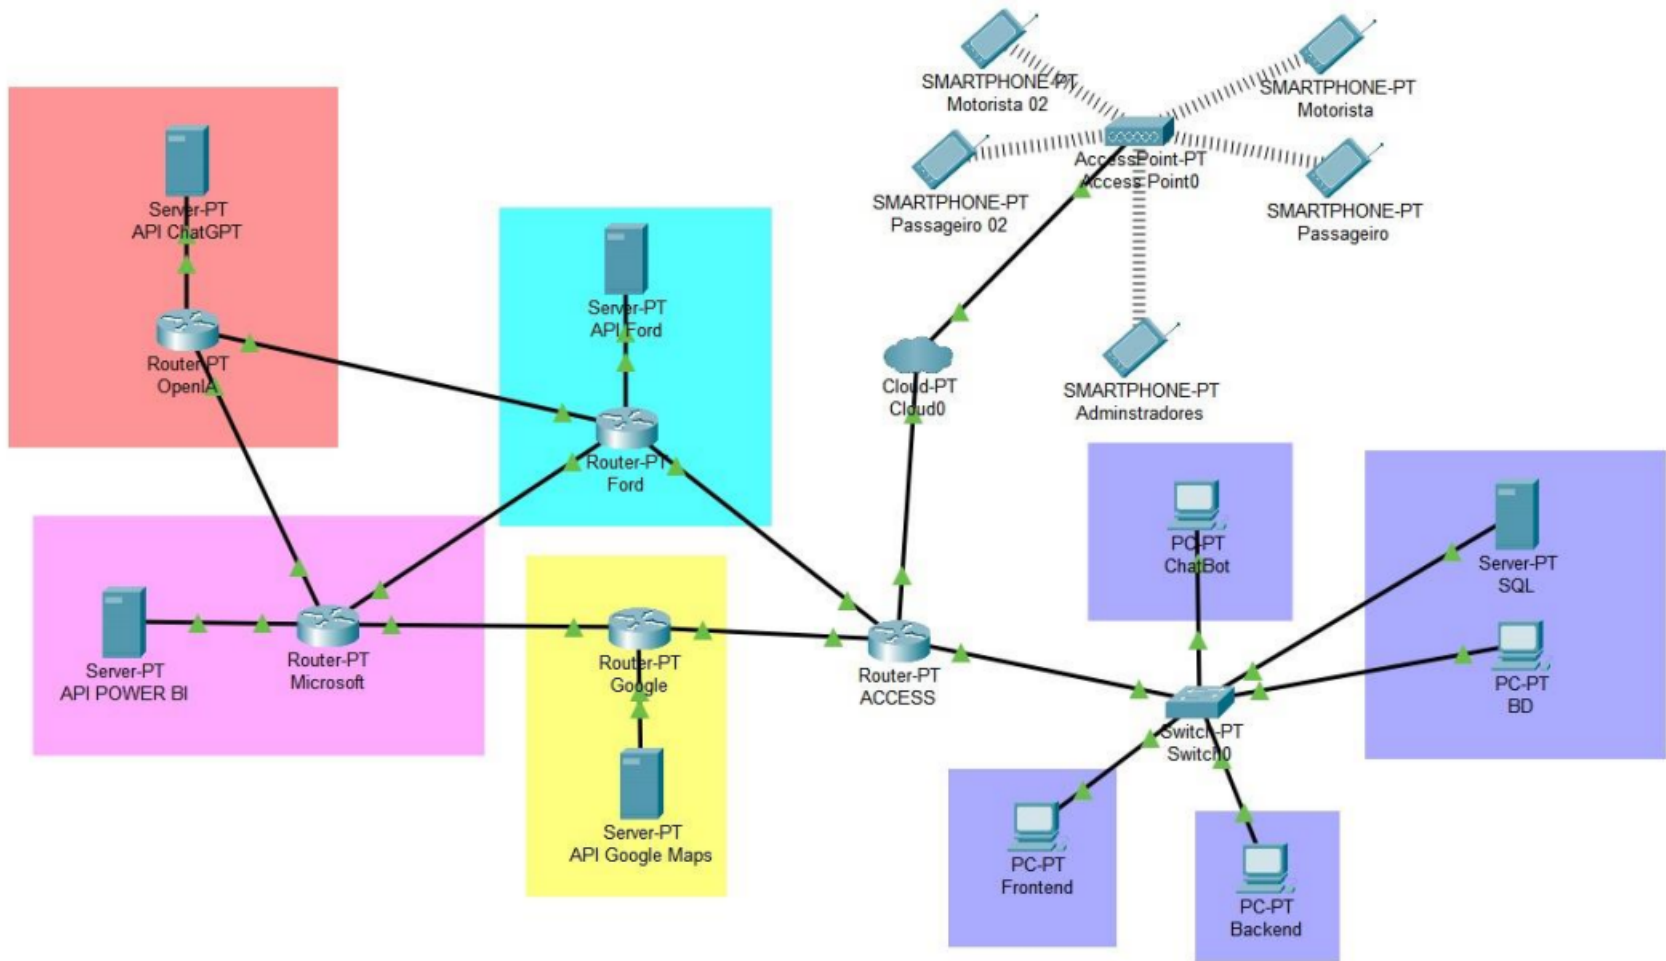 SMARTPHONE-PT
Motorista 02
SMARTPHONE-PT
Motorista
AccessPoint-PT
Access Point0
SMARTPHONE-PT
Passageiro 02
SMARTPHONE-PT
Passageiro
Server-PT
API ChatGPT
Server-PT
API Ford
Router-PT
OpenIA
Cloud-PT
Cloud0
SMARTPHONE-PT
Adminstradores
Router-PT
Ford
PC-PT
ChatBot
Server-PT
SQL
Server-PT
API POWER BI
Router-PT
Microsoft
Router-PT
Google
Router-PT
ACCESS
PC-PT
BD
Switch-PT
Switch0
Server-PT
API Google Maps
PC-PT
Frontend
PC-PT
Backend